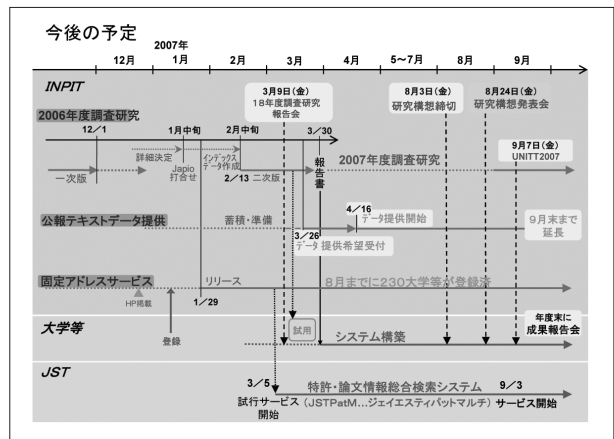 今後の予定
2007年
12月 1月 2月 3月 4月 5〜7月 8月 9月
INPIT
3月9日(金)
18年度調査研究
報告会
8月3日(金)
研究構想締切
8月24日(金)
研究構想発表会
2006年度調査研究
12/1
1月中旬
2月中旬
3/30
9月7日(金)
UNITT2007
詳細決定
インデックス
データ作成
Japio
打合せ
報告書
2007年度調査研究
一次版
2/13 二次版
公報テキストデータ提供
蓄積・準備
4/16
データ提供開始
3/26
データ 提供希望受付
9月末まで
延長
固定アドレスサービス
リリース
8月までに230大学等が登録済
HP掲載
1/29
登録
年度末に
成果報告会
大学等
試用
システム構築
JST
3/5
試行サービス
開始
特許・論文情報総合検索システム
(JSTPatM...ジェイエスティパットマルチ)
9/3
サービス開始